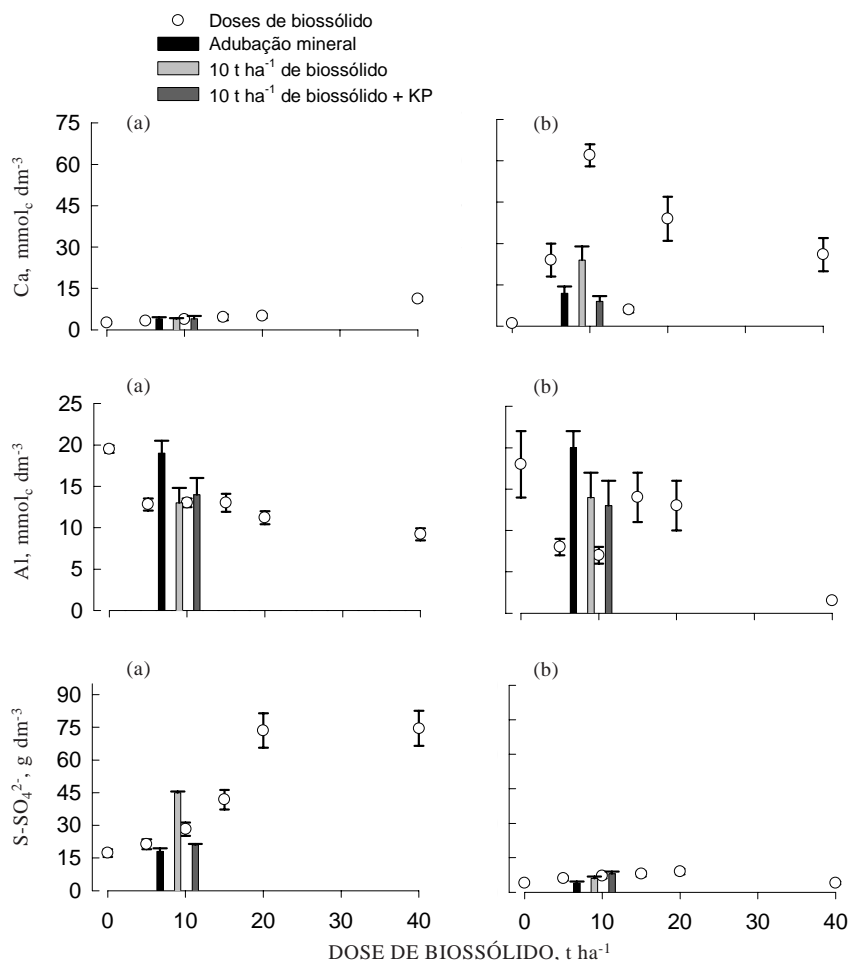 Doses de biossólido
Adubação mineral
10 t ha⁻¹ de biossólido
10 t ha⁻¹ de biossólido + KP
(a)
(b)
Ca, mmol_c dm⁻³
75
60
45
30
15
0
(a)
(b)
Al, mmol_c dm⁻³
25
20
15
10
5
0
(a)
(b)
S-SO₄²⁻, g dm⁻³
90
75
60
45
30
15
0
0 10 20 30 40
0 10 20 30 40
DOSE DE BIOSSÓLIDO, t ha⁻¹